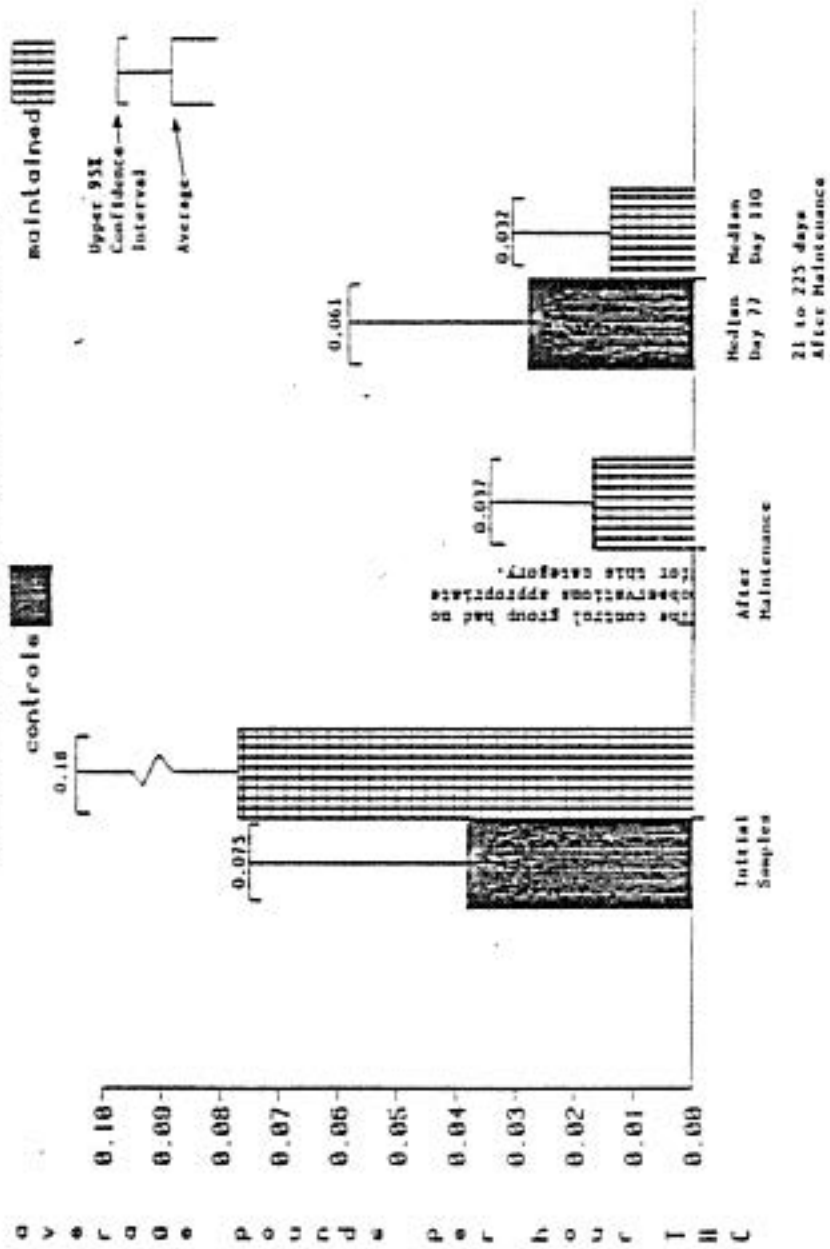 controls
maintained
Upper 95%
Confidence
Interval
Average
average pounds per hour THC
0.10
0.09
0.08
0.07
0.06
0.05
0.04
0.03
0.02
0.01
0.00
0.075
0.18
The control group had no
observations appropriate
for this category.
0.037
0.061
0.032
Initial
Samples
After
Maintenance
Median
Day 77
Median
Day 110
21 to 225 days
After Maintenance